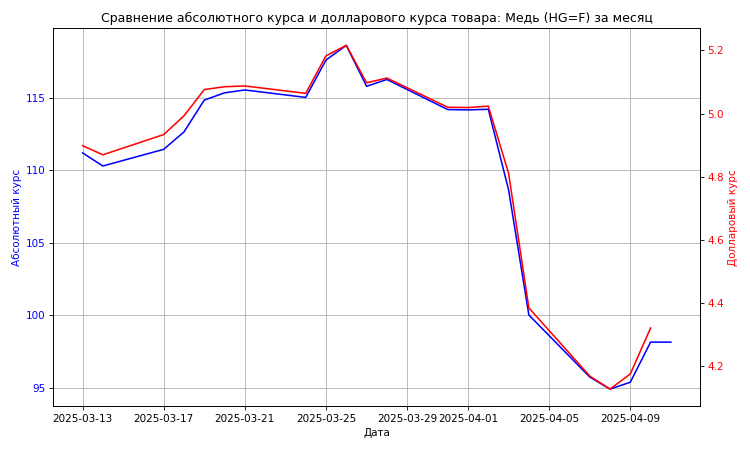 Сравнение абсолютного курса и долларового курса товара: Медь (HG=F) за месяц
Абсолютный курс
115
110
105
100
95
5.2
5.0
4.8
4.6
4.4
4.2
Долларовый курс
2025-03-13 2025-03-17 2025-03-21 2025-03-25 2025-03-29 2025-04-01 2025-04-05 2025-04-09
Дата